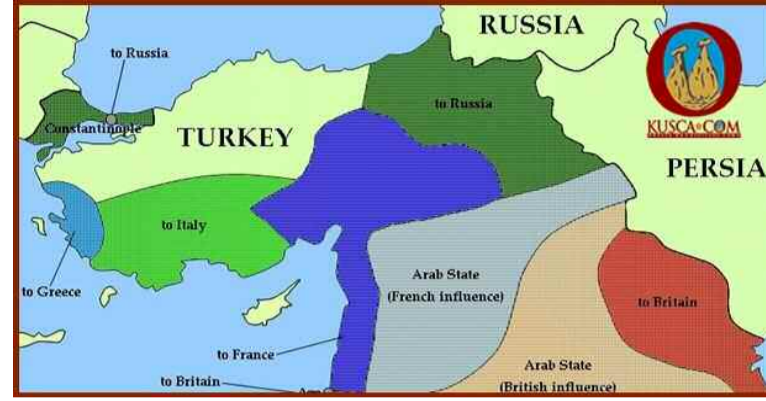 to Russia
RUSSIA
KUSCA.COM
Constantinople
to Russia
TURKEY
PERSIA
to Italy
Arab State
(French influence)
to Greece
to Britain
to France
Arab State
(British influence)
to Britain